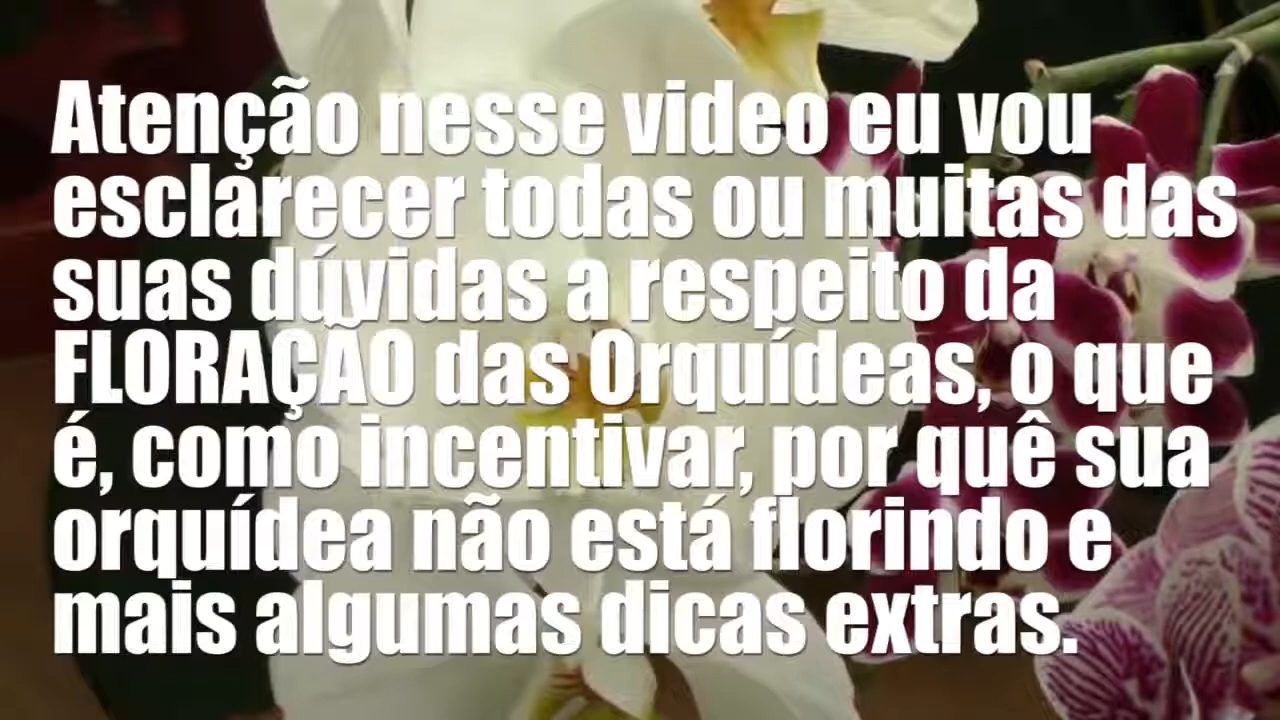 Atenção nesse video eu vou
esclarecer todas ou muitas das
suas dúvidas a respeito da
FLORAÇÃO das Orquídeas, o que
é, como incentivar, por quê sua
orquídea não está florindo e
mais algumas dicas extras.